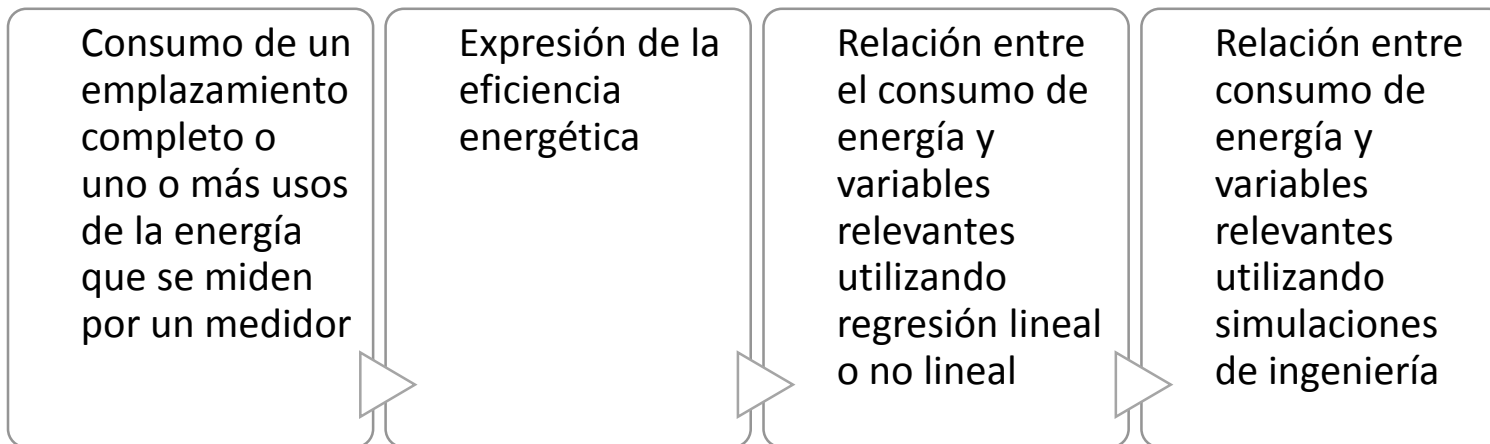 Consumo de un
emplazamiento
completo o
uno o más usos
de la energía
que se miden
por un medidor
Expresión de la
eficiencia
energética
Relación entre
el consumo de
energía y
variables
relevantes
utilizando
regresión lineal
o no lineal
Relación entre
consumo de
energía y
variables
relevantes
utilizando
simulaciones
de ingeniería